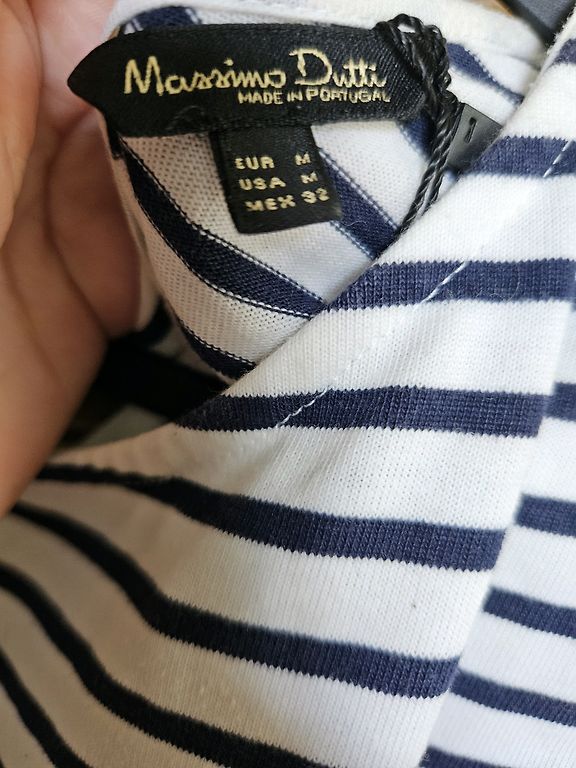 Massimo Dutti
MADE IN PORTUGAL
EUR M
USA M
MEX 32